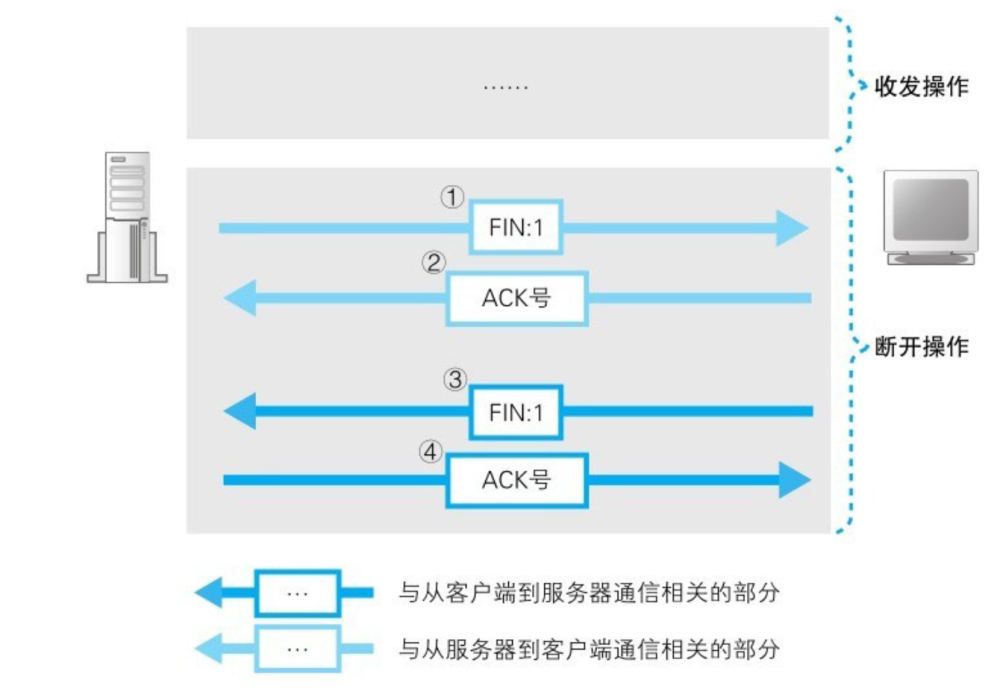 ……
收发操作
①
FIN:1
②
ACK号
断开操作
③
FIN:1
④
ACK号
… 与从客户端到服务器通信相关的部分
… 与从服务器到客户端通信相关的部分